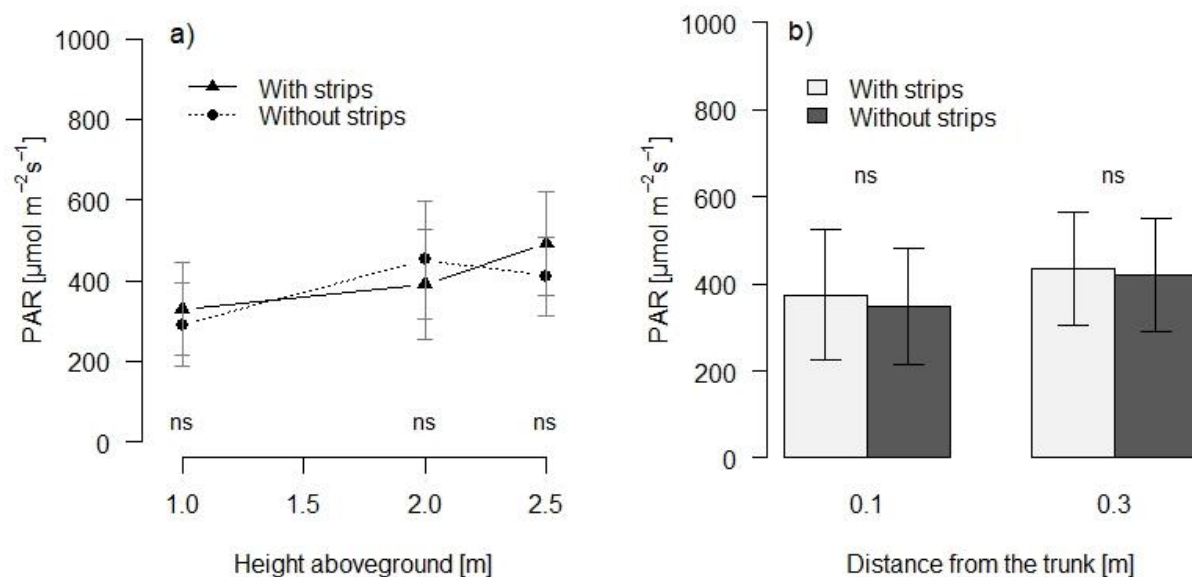 a)
With strips
Without strips
PAR [µmol m⁻²s⁻¹]
1000
800
600
400
200
0
ns ns ns
1.0 1.5 2.0 2.5
Height aboveground [m]
b)
With strips
Without strips
PAR [µmol m⁻²s⁻¹]
1000
800
600
400
200
0
ns ns
0.1 0.3
Distance from the trunk [m]